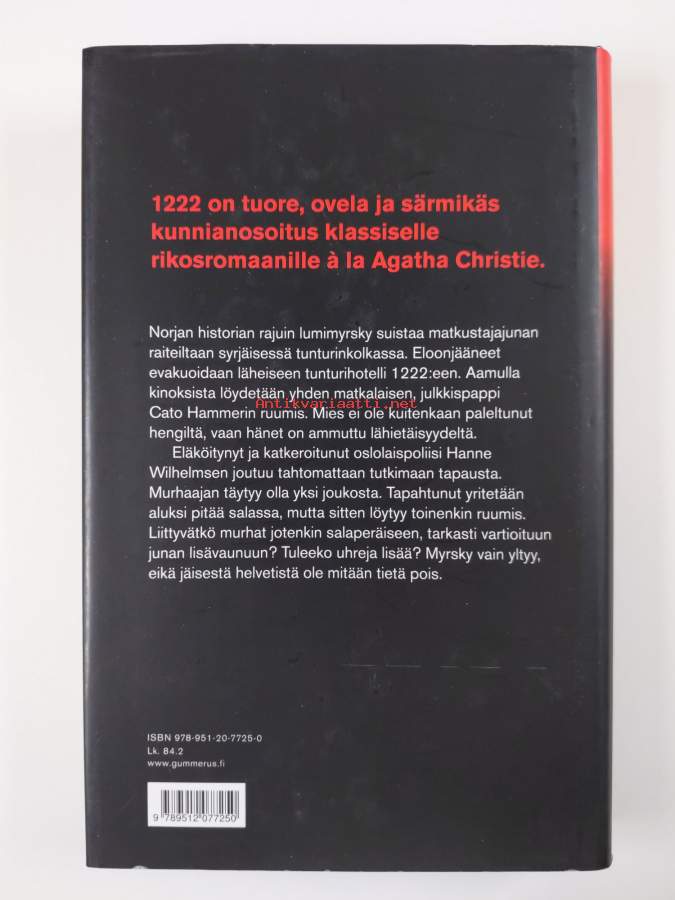 1222 on tuore, ovela ja särmikäs
kunnianosoitus klassiselle
rikosromaanille à la Agatha Christie.
Norjan historian rajuin lumimyrsky suistaa matkustajajunan
raiteiltaan syrjäisessä tunturinkolkassa. Eloonjääneet
evakuoidaan läheiseen tunturihotelli 1222:een. Aamulla
kinoksista löydetään yhden matkalaisen, julkkispappi
Antikvariaatti.net
Cato Hammerin ruumis. Mies ei ole kuitenkaan paleltunut
hengiltä, vaan hänet on ammuttu lähietäisyydeltä.
Eläköitynyt ja katkeroitunut oslolaispoliisi Hanne
Wilhelmsen joutuu tahtomattaan tutkimaan tapausta.
Murhaajan täytyy olla yksi joukosta. Tapahtunut yritetään
aluksi pitää salassa, mutta sitten löytyy toinenkin ruumis.
Liittyvätkö murhat jotenkin salaperäiseen, tarkasti vartioituun
junan lisävaunuun? Tuleeko uhreja lisää? Myrsky vain yltyy,
eikä jäisestä helvetistä ole mitään tietä pois.
ISBN 978-951-20-7725-0
Lk. 84.2
www.gummerus.fi
9 789512 077250